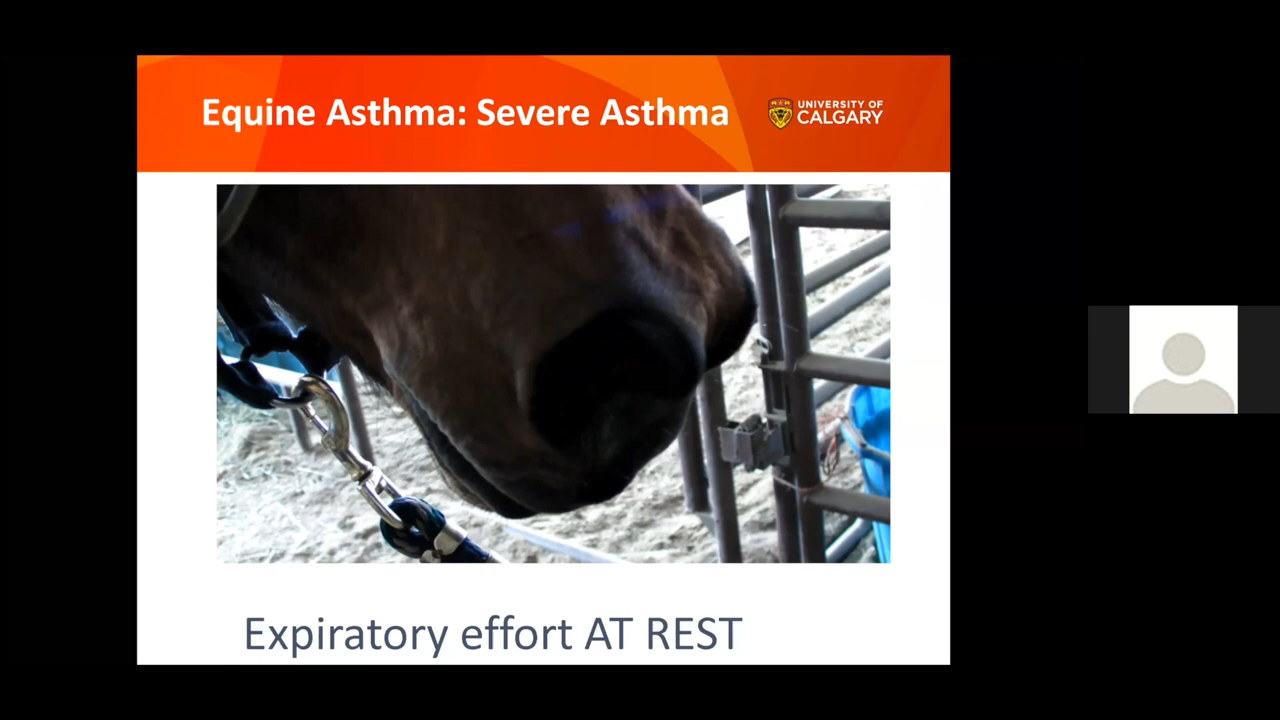 Equine Asthma: Severe Asthma
UNIVERSITY OF
CALGARY
Expiratory effort AT REST